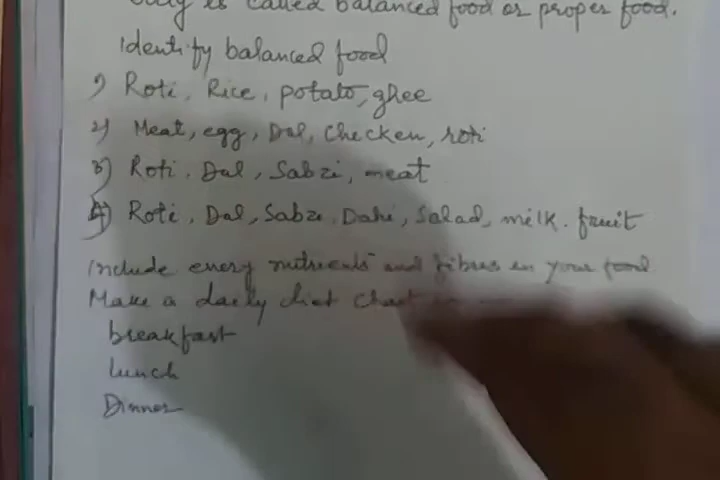 is called balanced food or proper food.
Identify balanced food
1) Roti, Rice, potato, ghee
2) Meat, egg, Dal, Checken, roti
3) Roti, Dal, Sabzi, meat
4) Roti, Dal, Sabzi, Dahi, Salad, milk. fruit
Include every nutrients and fibres in your food
Make a daily diet chart
breakfast
lunch
Dinner